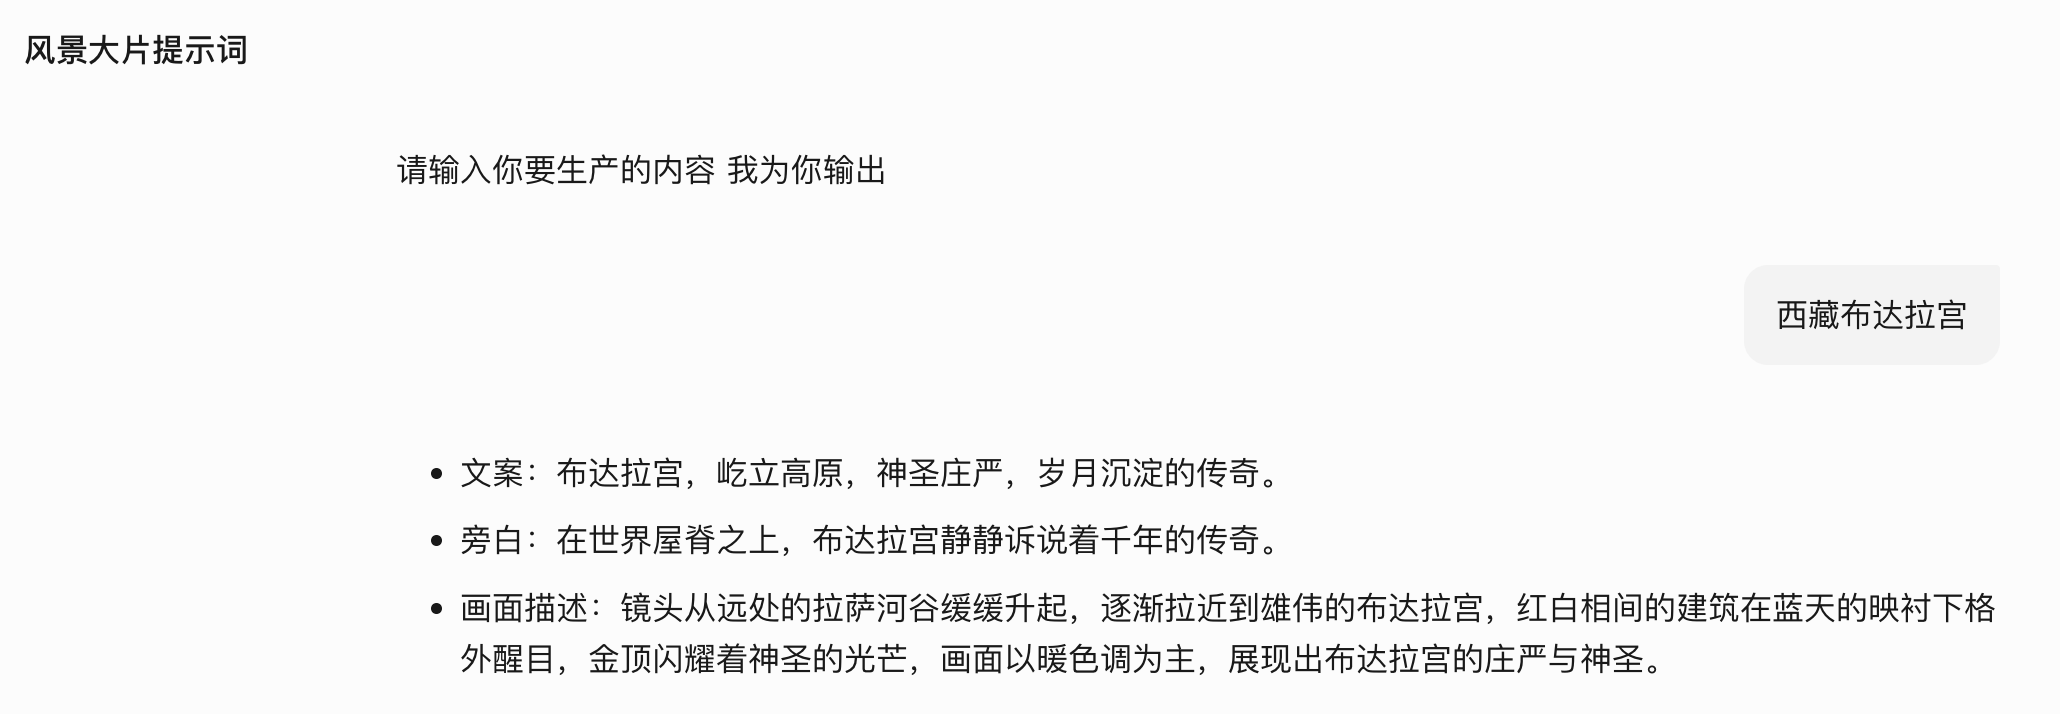 风景大片提示词
请输入你要生产的内容 我为你输出
西藏布达拉宫
• 文案：布达拉宫，屹立高原，神圣庄严，岁月沉淀的传奇。
• 旁白：在世界屋脊之上，布达拉宫静静诉说着千年的传奇。
• 画面描述：镜头从远处的拉萨河谷缓缓升起，逐渐拉近到雄伟的布达拉宫，红白相间的建筑在蓝天的映衬下格
外醒目，金顶闪耀着神圣的光芒，画面以暖色调为主，展现出布达拉宫的庄严与神圣。